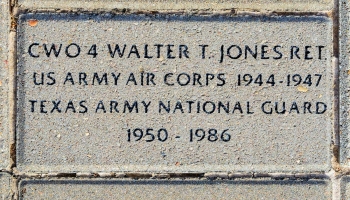 CWO 4 WALTER T. JONES RET.
US ARMY AIR CORPS 1944-1947
TEXAS ARMY NATIONAL GUARD
1950 - 1986